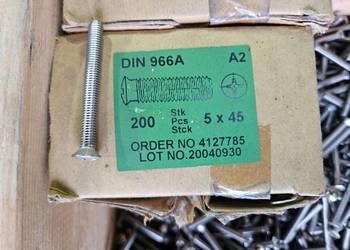 DIN 966A A2
Stk
200 Pcs 5 x 45
Stck
ORDER NO 4127785
LOT NO.20040930